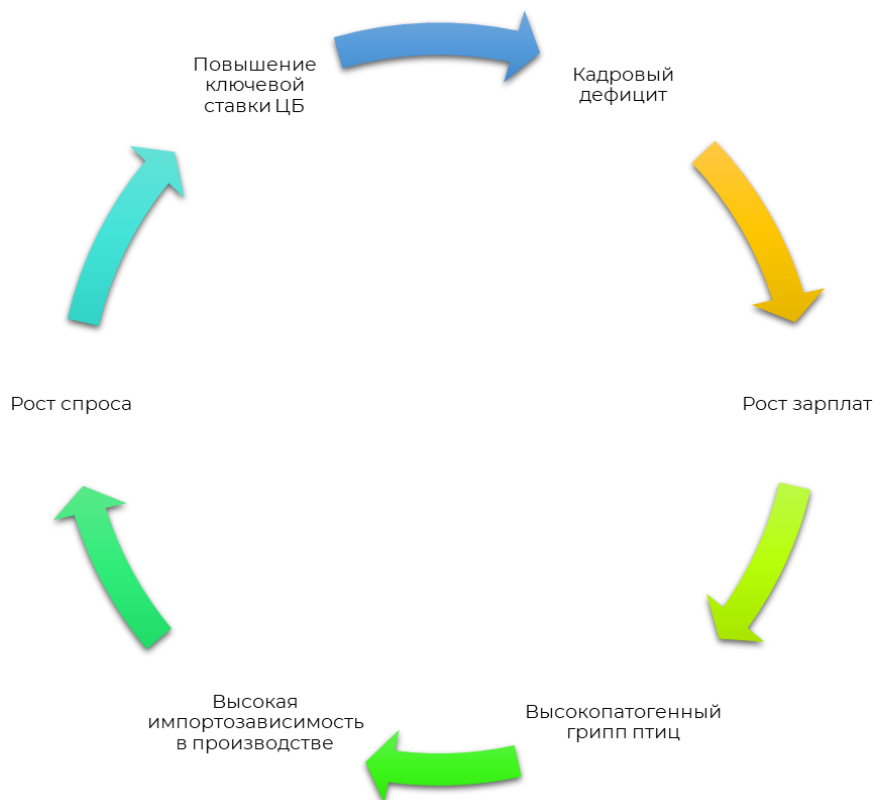 Повышение
ключевой
ставки ЦБ
Кадровый
дефицит
Рост зарплат
Высокопатогенный
грипп птиц
Высокая
импортозависимость
в производстве
Рост спроса